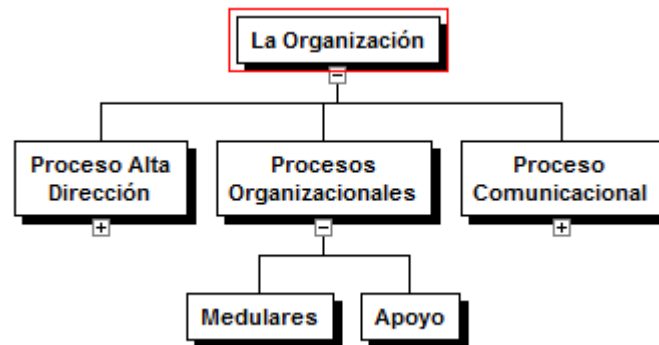 La Organización
Proceso Alta
Dirección
Procesos
Organizacionales
Proceso
Comunicacional
Medulares
Apoyo